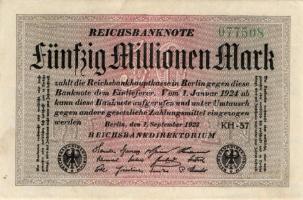 REICHSBANKNOTE
077508
Fünfzig Millionen Mark
zahlt die Reichsbankhauptkasse in Berlin gegen diese
Banknote dem Einlieferer. Vom 1. Januar 1924 ab
kann diese Banknote aufgerufen und unter Umtausch
gegen andere gesetzliche Zahlungsmittel eingezogen
werden
KH-57
Berlin, den 1. September 1923
REICHSBANKDIREKTORIUM